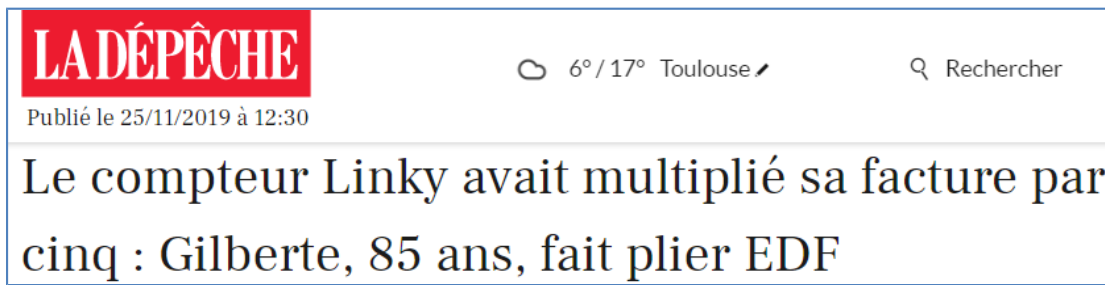 LA DÉPÊCHE
6° / 17° Toulouse
Rechercher
Publié le 25/11/2019 à 12:30
Le compteur Linky avait multiplié sa facture par
cinq : Gilberte, 85 ans, fait plier EDF